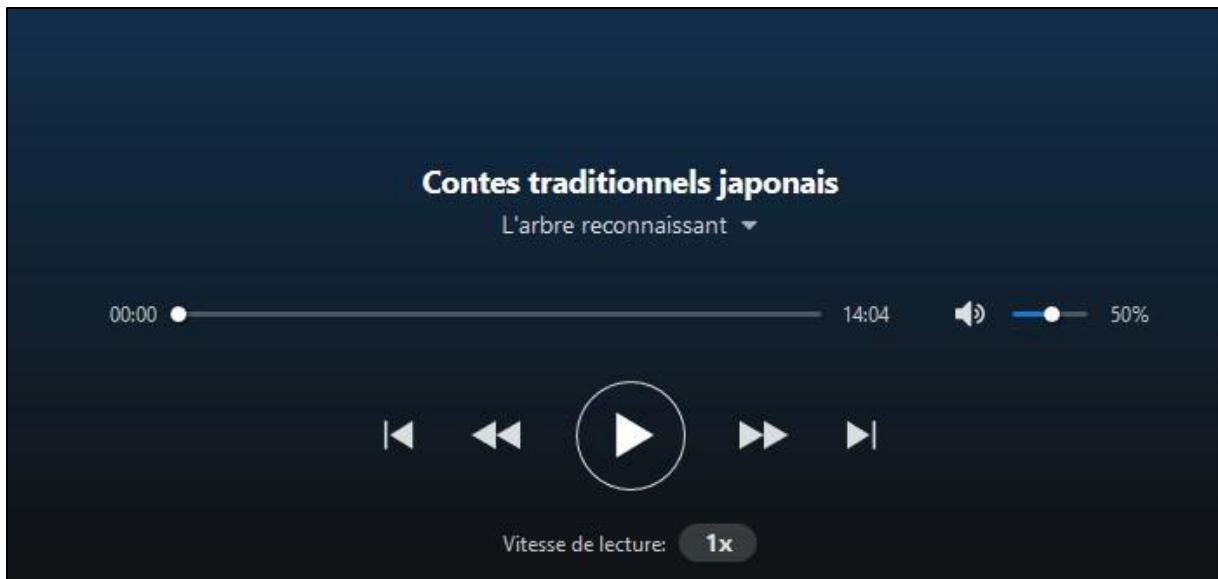 Contes traditionnels japonais
L'arbre reconnaissant
00:00 14:04 50%
Vitesse de lecture: 1x